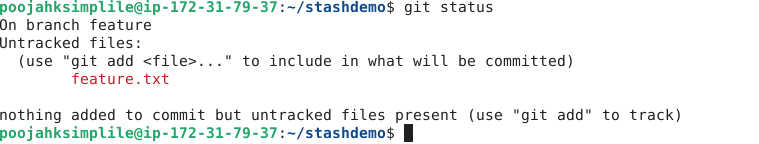 poojahksimplile@ip-172-31-79-37:~/stashdemo$ git status
On branch feature
Untracked files:
  (use "git add <file>..." to include in what will be committed)
        feature.txt

nothing added to commit but untracked files present (use "git add" to track)
poojahksimplile@ip-172-31-79-37:~/stashdemo$